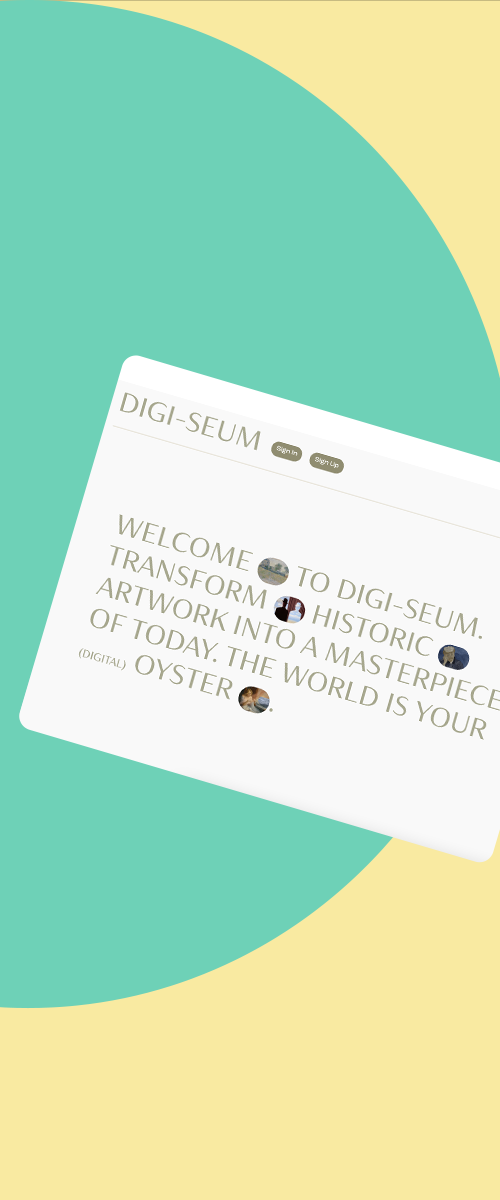 DIGI-SEUM Sign In Sign Up
WELCOME TO DIGI-SEUM.
TRANSFORM HISTORIC
ARTWORK INTO A MASTERPIECE
OF TODAY. THE WORLD IS YOUR
(DIGITAL) OYSTER .